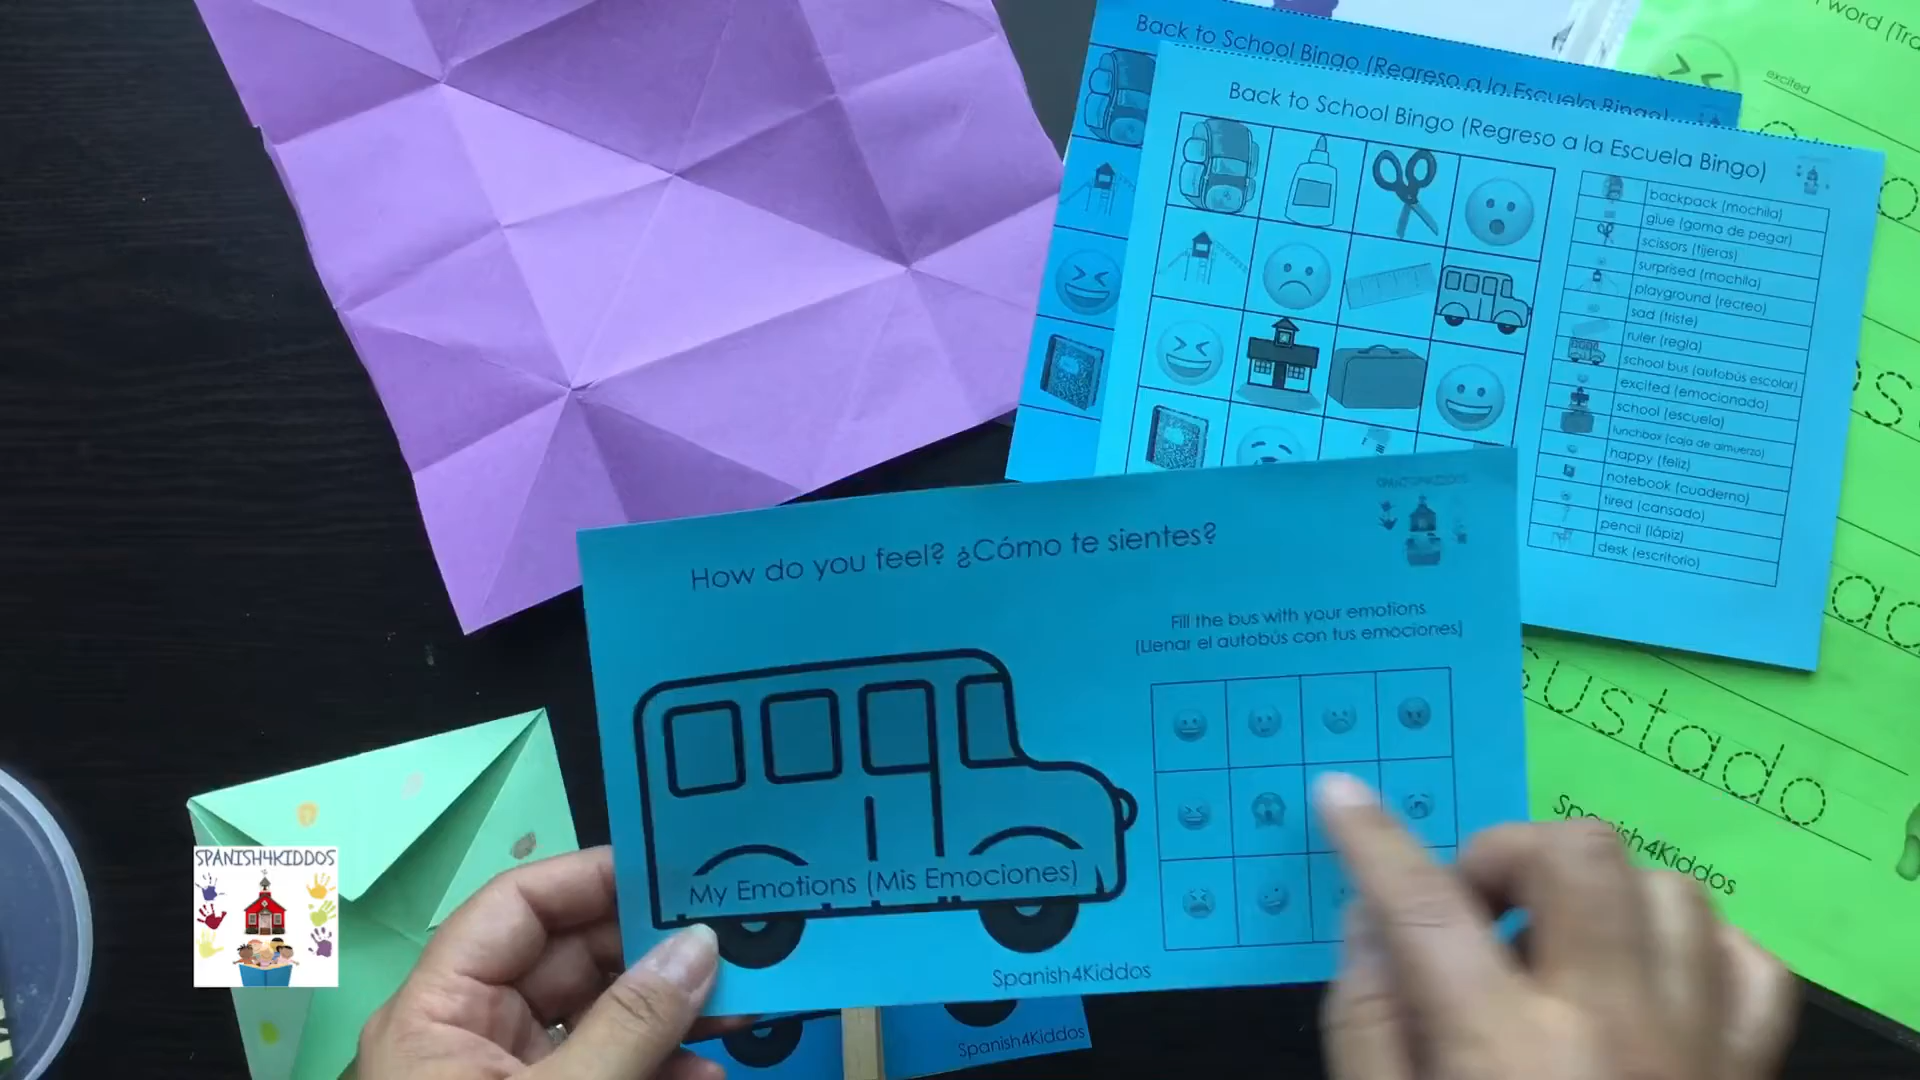 Back to School Bingo (Regreso a la Escuela Bingo)
Back to School Bingo (Regreso a la Escuela Bingo)
backpack (mochila)
glue (goma de pegar)
scissors (tijeras)
surprised (mochila)
playground (recreo)
sad (triste)
ruler (regla)
school bus (autobús escolar)
excited (emocionado)
school (escuela)
lunchbox (caja de almuerzo)
happy (feliz)
notebook (cuaderno)
tired (cansado)
pencil (lápiz)
desk (escritorio)
word
excited
ustado
Spanish4Kiddos
How do you feel? ¿Cómo te sientes?
SPANISH4KIDDOS
Fill the bus with your emotions
(Llenar el autobús con tus emociones)
My Emotions (Mis Emociones)
Spanish4Kiddos
Spanish4Kiddos
SPANISH4KIDDOS